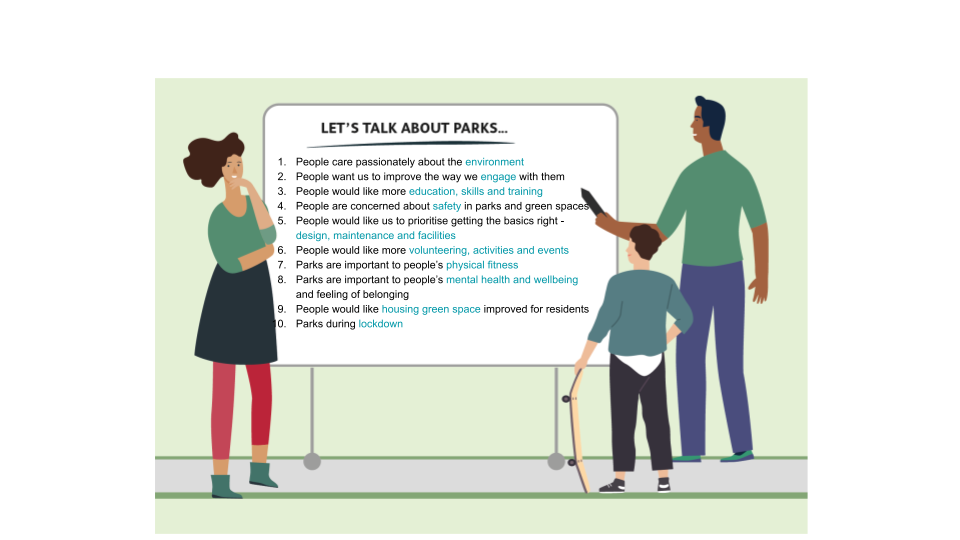 LET'S TALK ABOUT PARKS...
1. People care passionately about the environment
2. People want us to improve the way we engage with them
3. People would like more education, skills and training
4. People are concerned about safety in parks and green spaces
5. People would like us to prioritise getting the basics right -
design, maintenance and facilities
6. People would like more volunteering, activities and events
7. Parks are important to people's physical fitness
8. Parks are important to people's mental health and wellbeing
and feeling of belonging
9. People would like housing green space improved for residents
10. Parks during lockdown